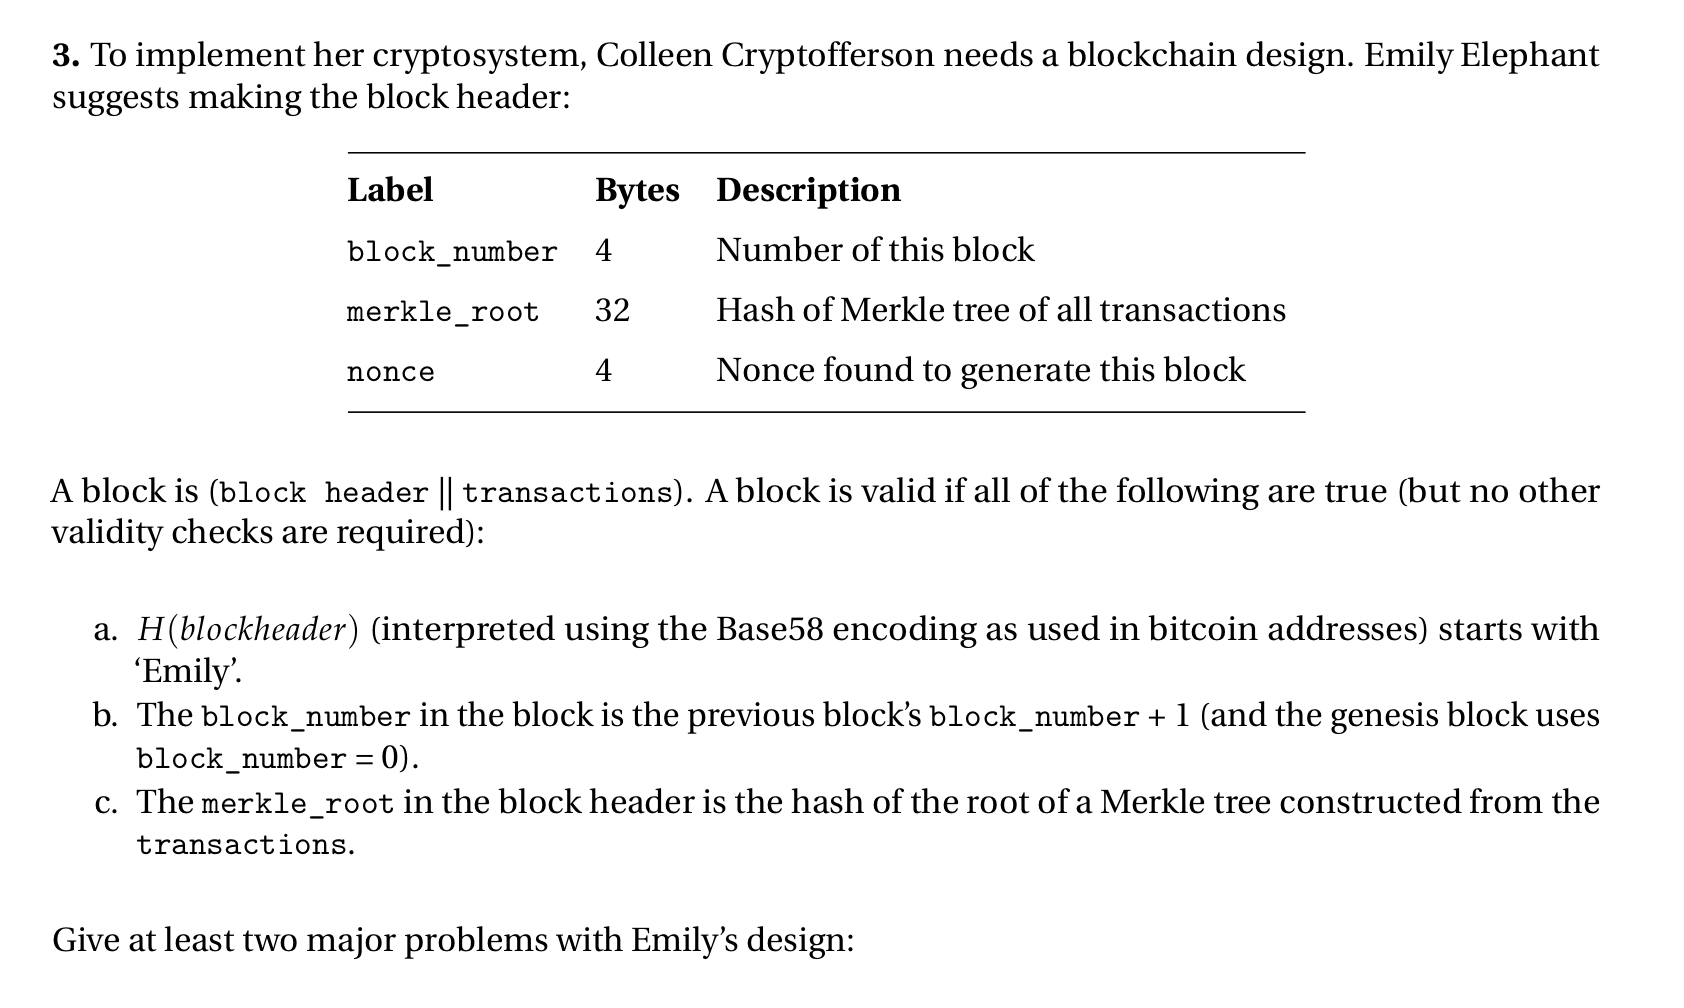 3. To implement her cryptosystem, Colleen Cryptofferson needs a blockchain design. Emily Elephant
suggests making the block header:
Label Bytes Description
block_number 4 Number of this block
merkle_root 32 Hash of Merkle tree of all transactions
nonce 4 Nonce found to generate this block
A block is (block header || transactions). A block is valid if all of the following are true (but no other
validity checks are required):
a. H(blockheader) (interpreted using the Base58 encoding as used in bitcoin addresses) starts with
‘Emily’.
b. The block_number in the block is the previous block’s block_number + 1 (and the genesis block uses
block_number = 0).
c. The merkle_root in the block header is the hash of the root of a Merkle tree constructed from the
transactions.
Give at least two major problems with Emily’s design: